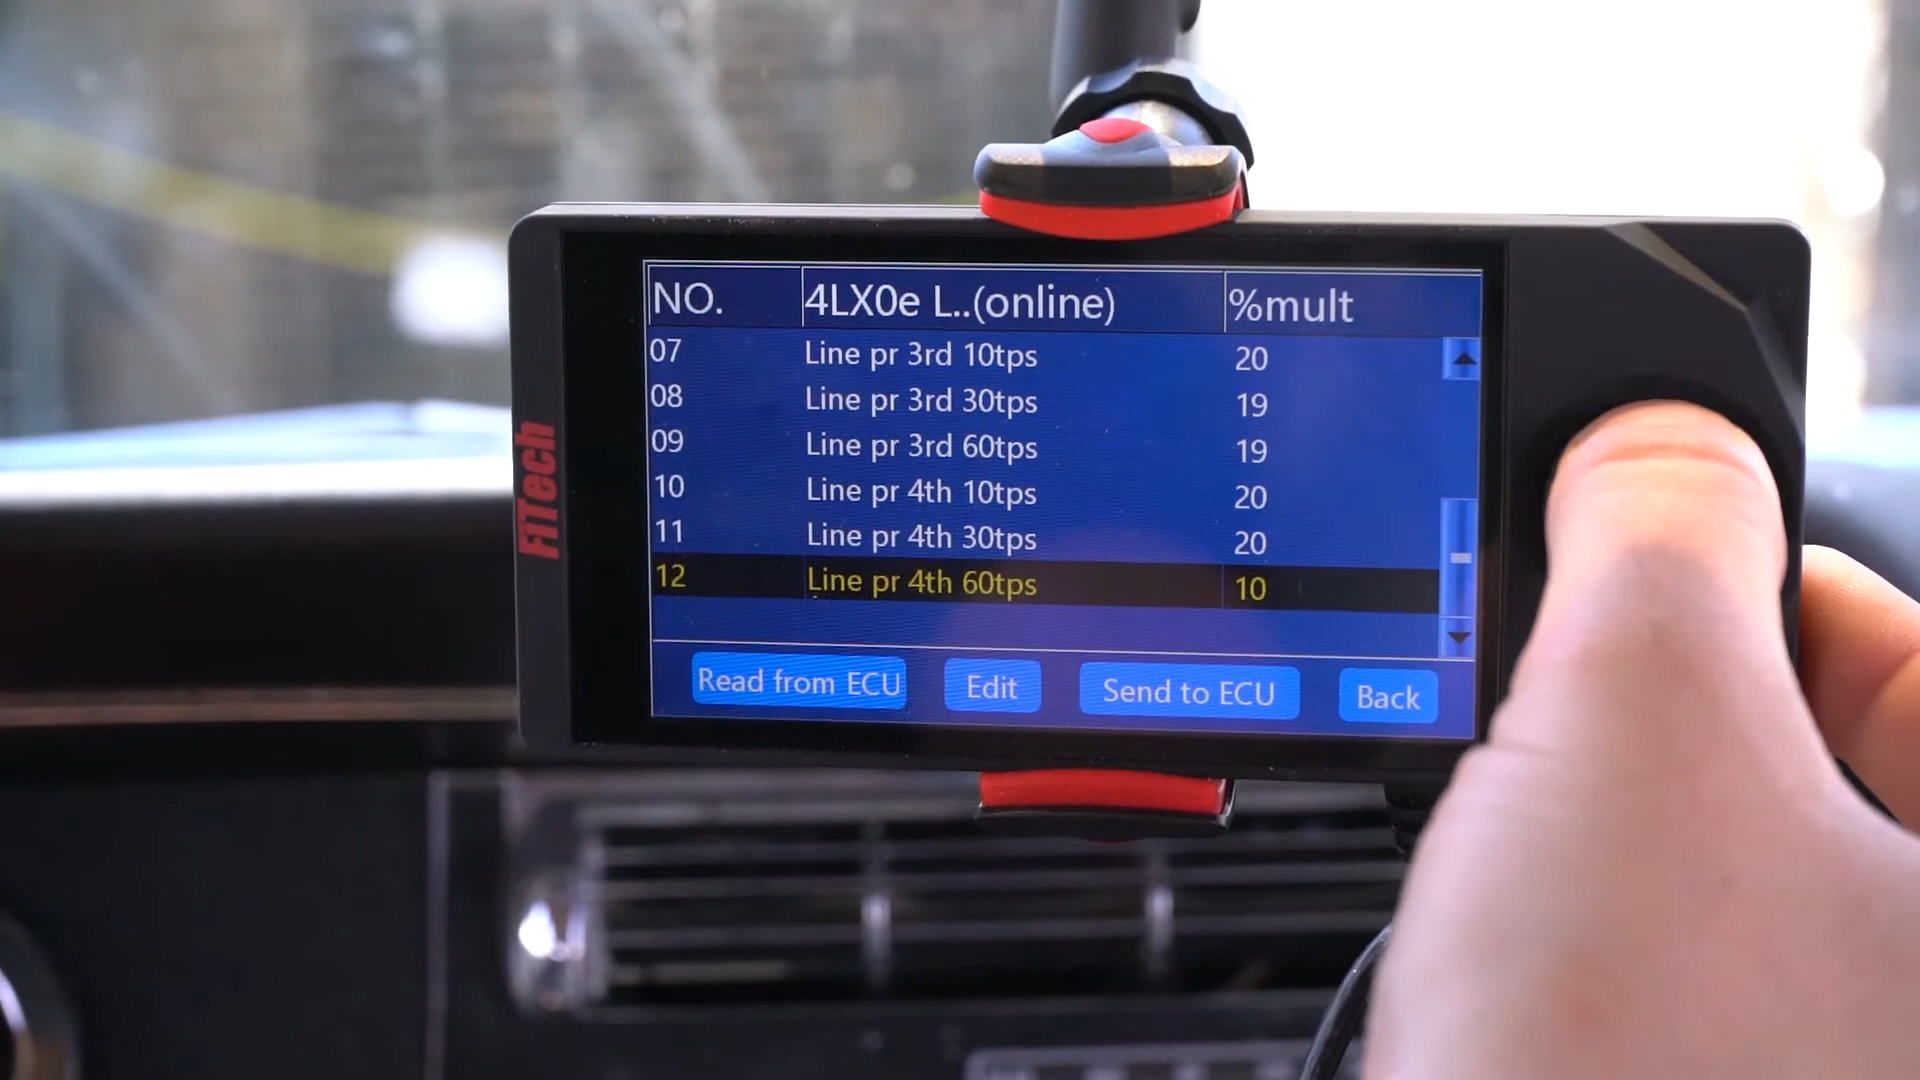 FiTech
NO. 4LX0e L..(online) %mult
07 Line pr 3rd 10tps 20
08 Line pr 3rd 30tps 19
09 Line pr 3rd 60tps 19
10 Line pr 4th 10tps 20
11 Line pr 4th 30tps 20
12 Line pr 4th 60tps 10
Read from ECU Edit Send to ECU Back